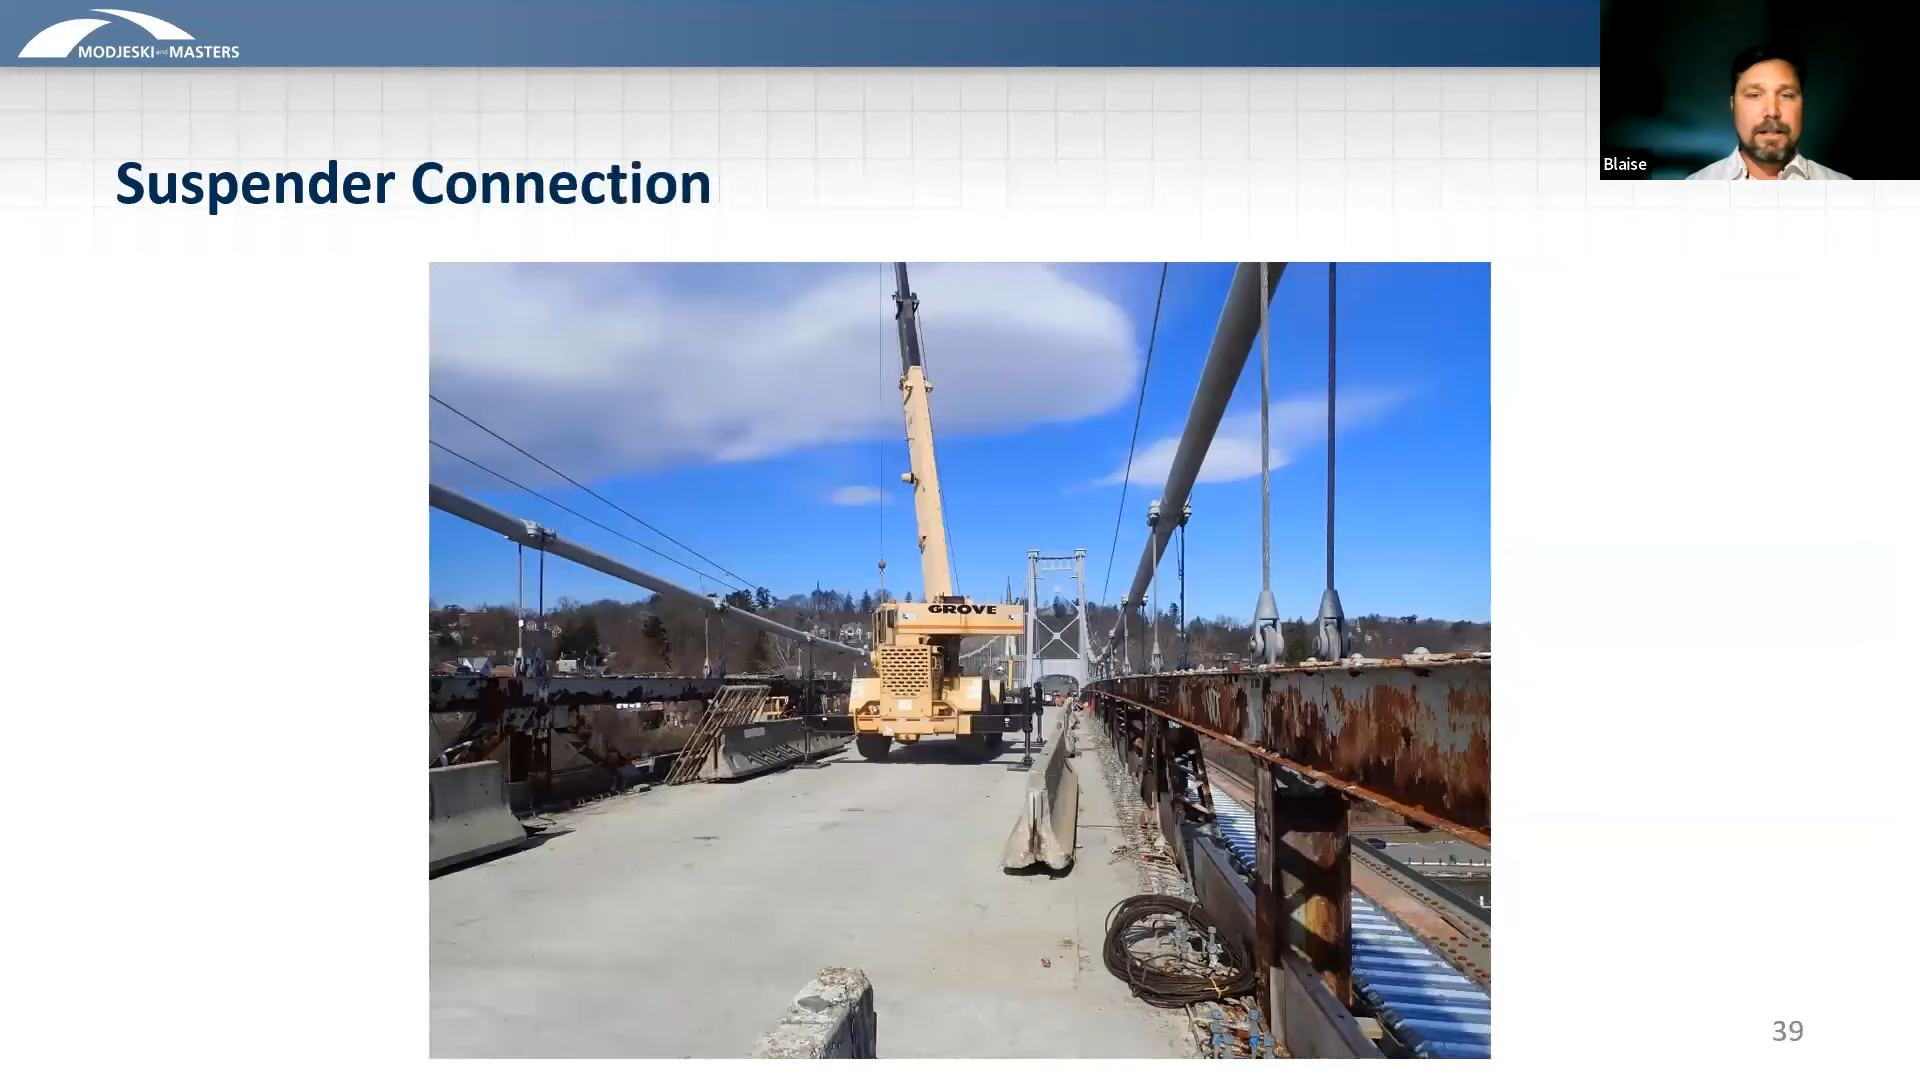 MODJESKI and MASTERS
Blaise
Suspender Connection
GROVE
39